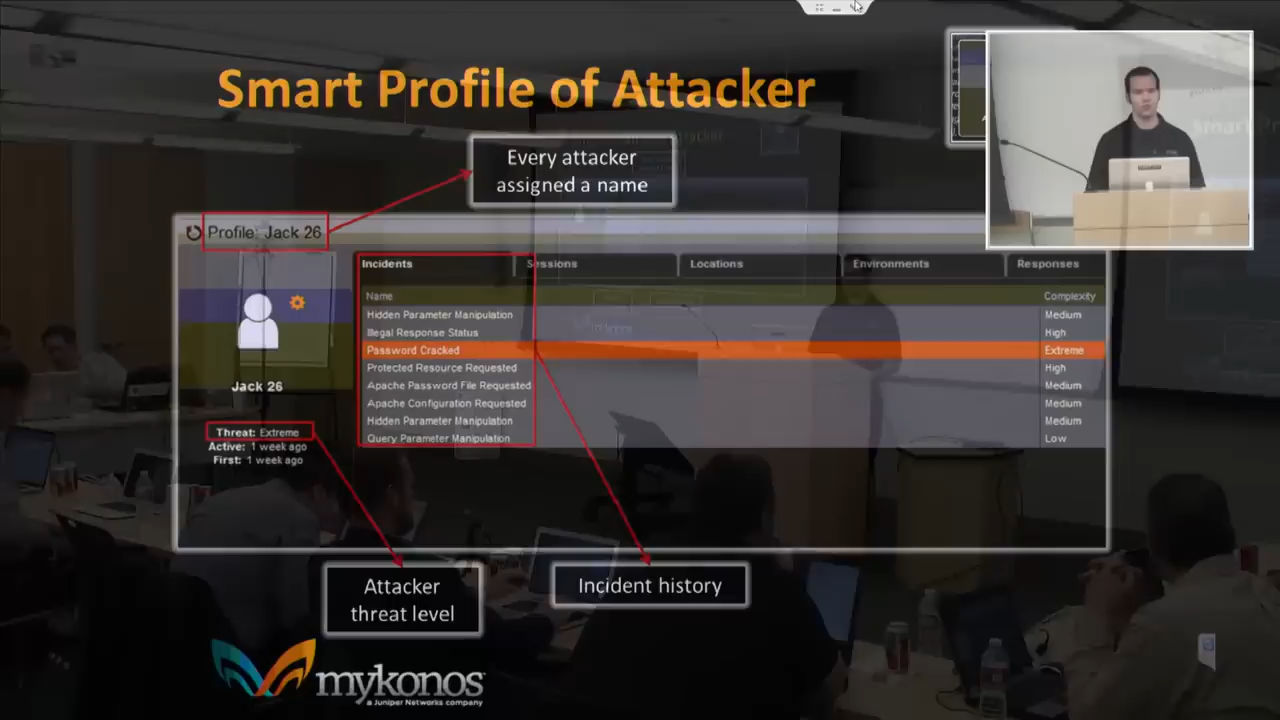 Smart Profile of Attacker
Every attacker
assigned a name
Profile: Jack 26
Incidents
Sessions
Locations
Environments
Responses
Name
Complexity
Hidden Parameter Manipulation
Medium
Illegal Response Status
High
Password Cracked
Extreme
Protected Resource Requested
High
Apache Password File Requested
Medium
Apache Configuration Requested
Medium
Hidden Parameter Manipulation
Medium
Query Parameter Manipulation
Low
Jack 26
Threat: Extreme
Active: 1 week ago
First: 1 week ago
Attacker
threat level
Incident history
mykonos
a Juniper Networks company